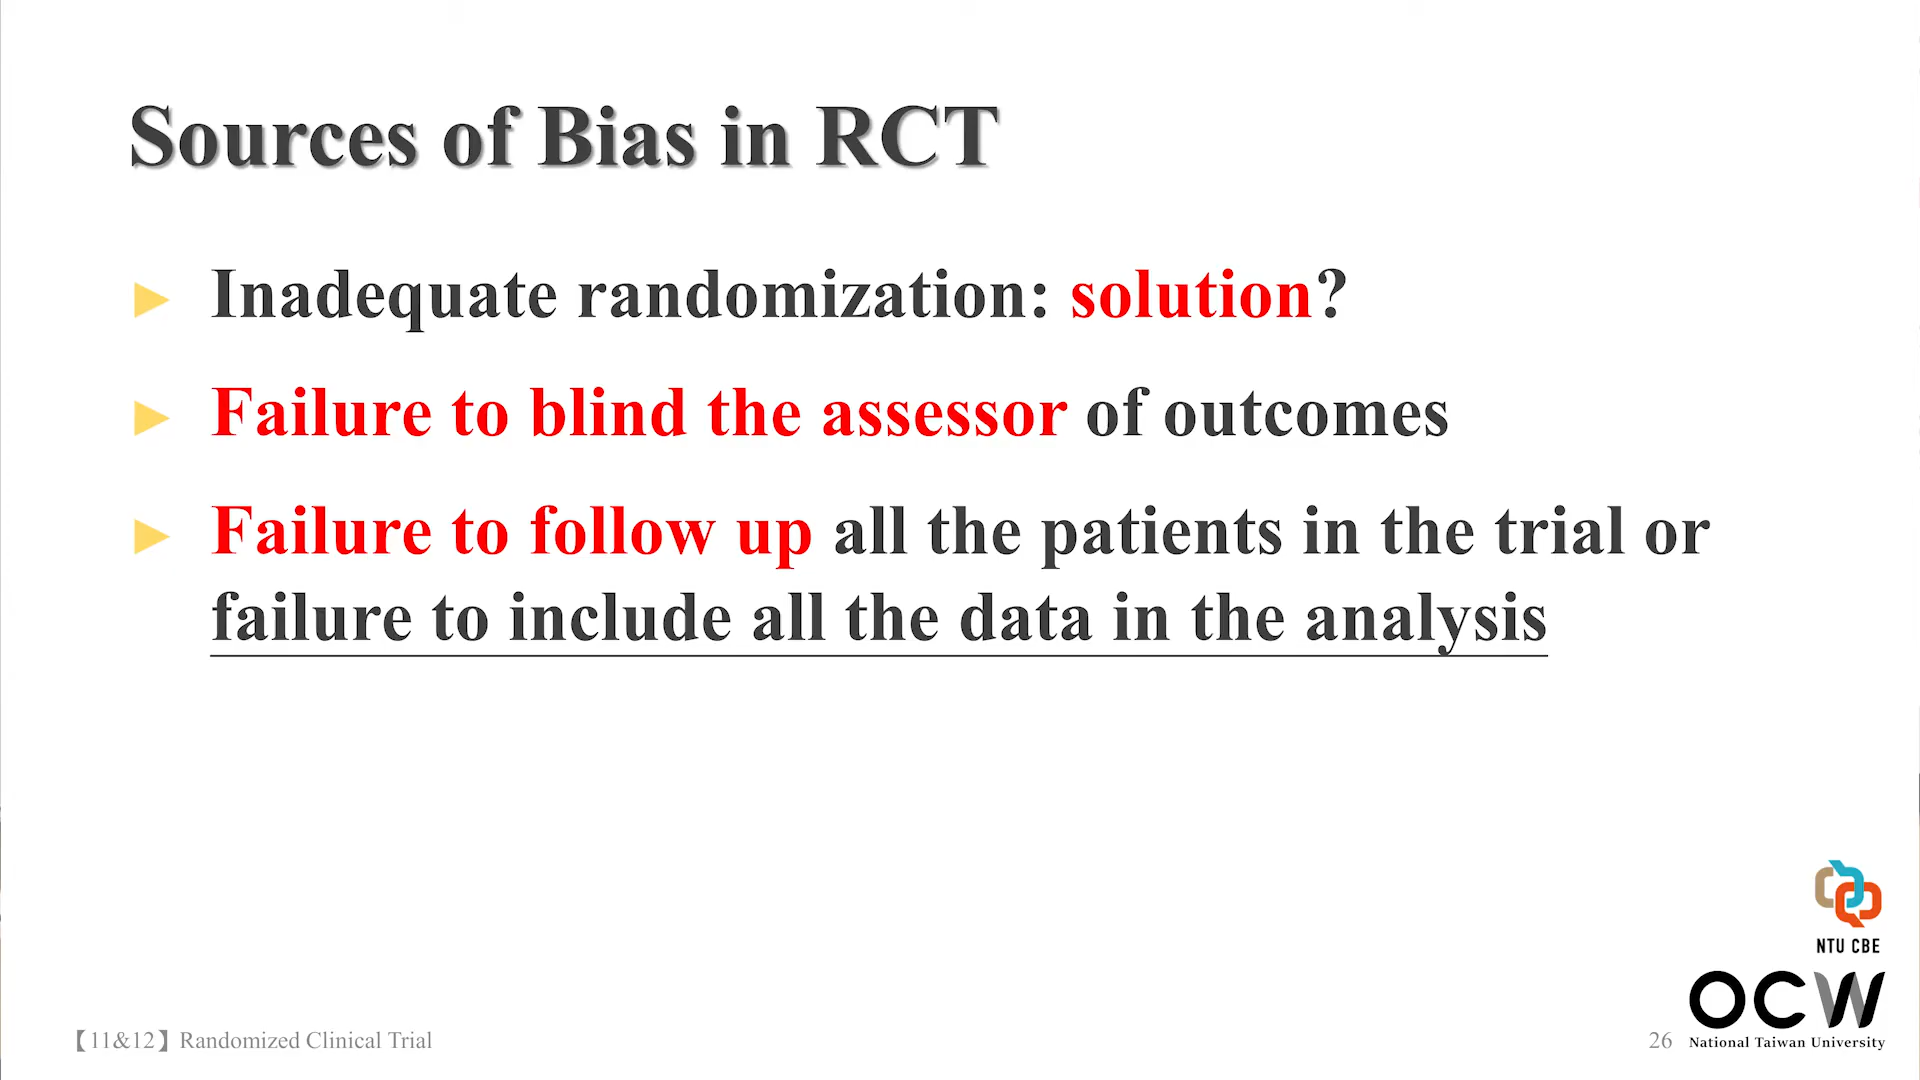 Sources of Bias in RCT
► Inadequate randomization: solution?
► Failure to blind the assessor of outcomes
► Failure to follow up all the patients in the trial or
failure to include all the data in the analysis
NTU CBE
OCW
National Taiwan University
【11&12】Randomized Clinical Trial
26